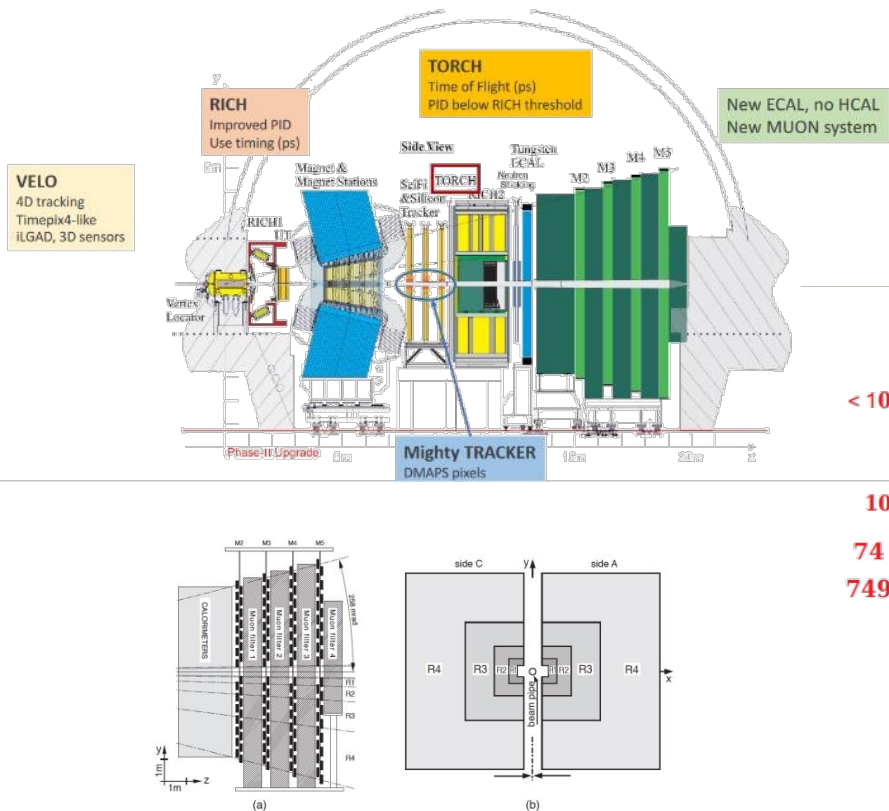 TORCH
Time of Flight (ps)
PID below RICH threshold
RICH
Improved PID
Use timing (ps)
New ECAL, no HCAL
New MUON system
VELO
4D tracking
Timepix4-like
iLGAD, 3D sensors
y
Side View
Magnet &
Magnet Stations
SciFi
&Silicon
Tracker
TORCH
RICH2
Tungsten
ECAL
Neutron
Shielding
M2
M3
M4
M5
RICH1
UT
Vertex
Locator
Phase-II Upgrade
5m
z
Mighty TRACKER
DMAPS pixels
< 10
10
74
749
M2 M3 M4 M5
CALORIMETERS
Muon filter 1
Muon filter 2
Muon filter 3
Muon filter 4
258 mrad
R1
R2
R3
R4
y
1m
1m
z
(a)
side C
y
side A
R4
R3
R2
R1
R1
R2
R3
R4
x
beam pipe
(b)